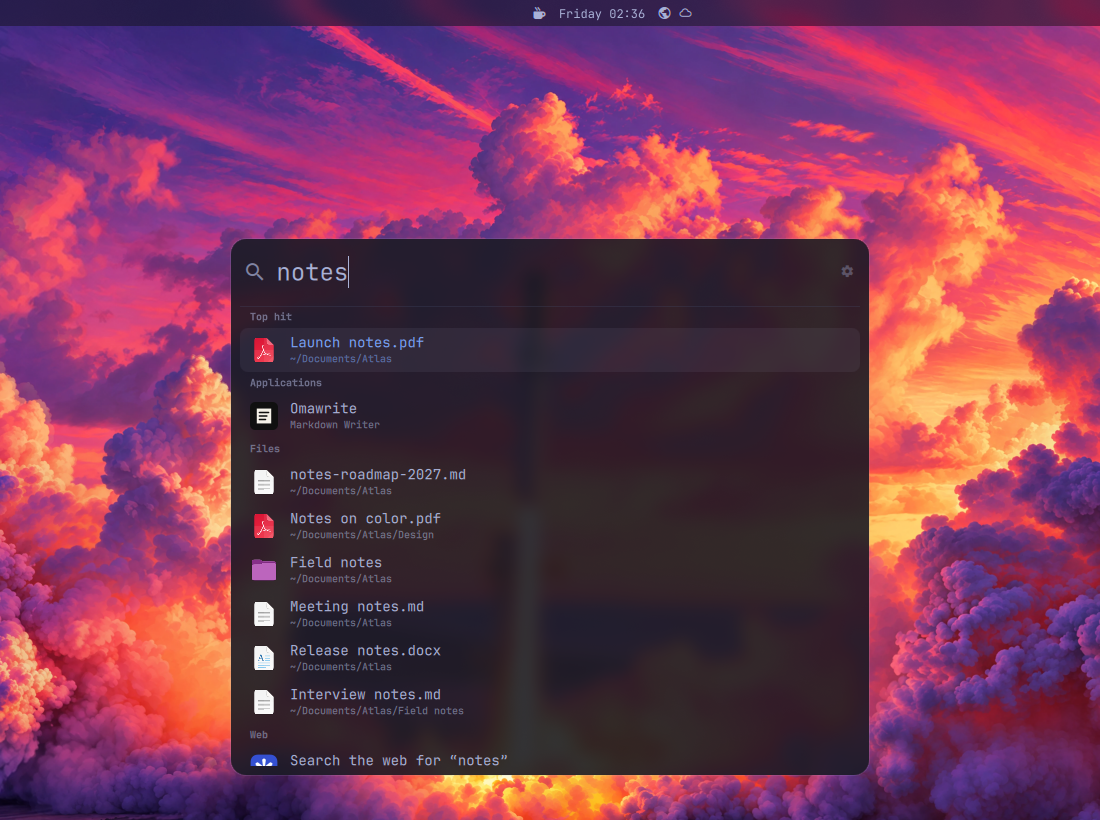 Friday 02:36
notes
Top hit
Launch notes.pdf
~/Documents/Atlas
Applications
Omawrite
Markdown Writer
Files
notes-roadmap-2027.md
~/Documents/Atlas
Notes on color.pdf
~/Documents/Atlas/Design
Field notes
~/Documents/Atlas
Meeting notes.md
~/Documents/Atlas
Release notes.docx
~/Documents/Atlas
Interview notes.md
~/Documents/Atlas/Field notes
Web
Search the web for “notes”